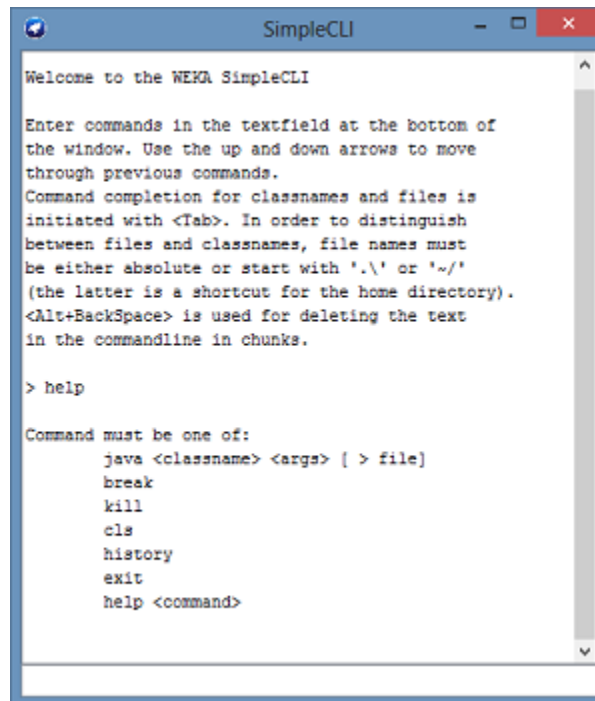 SimpleCLI
Welcome to the WEKA SimpleCLI
Enter commands in the textfield at the bottom of
the window. Use the up and down arrows to move
through previous commands.
Command completion for classnames and files is
initiated with <Tab>. In order to distinguish
between files and classnames, file names must
be either absolute or start with '.\' or '~/'
(the latter is a shortcut for the home directory).
<Alt+BackSpace> is used for deleting the text
in the commandline in chunks.
> help
Command must be one of:
java <classname> <args> [ > file]
break
kill
cls
history
exit
help <command>